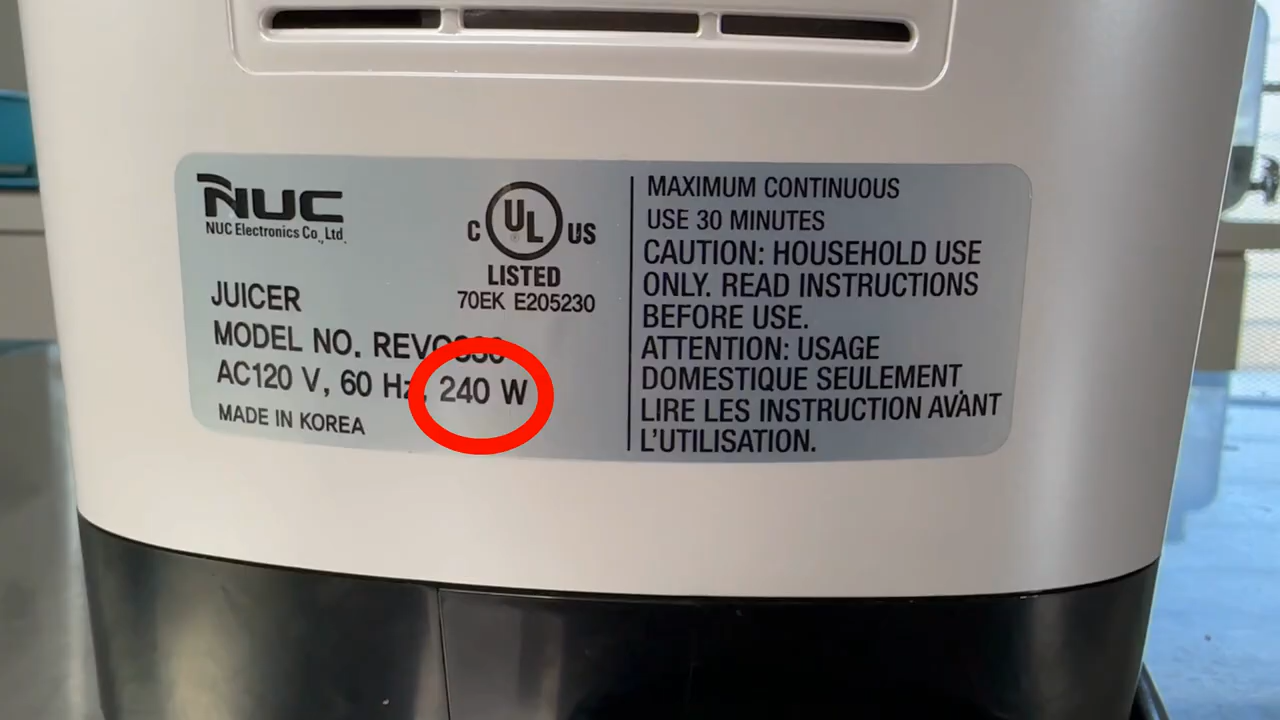 NUC
NUC Electronics Co., Ltd.
C UL US
LISTED
70EK E205230
JUICER
MODEL NO.
AC120 V, 60 Hz, 240 W
MADE IN KOREA
MAXIMUM CONTINUOUS
USE 30 MINUTES
CAUTION: HOUSEHOLD USE
ONLY. READ INSTRUCTIONS
BEFORE USE.
ATTENTION: USAGE
DOMESTIQUE SEULEMENT,
LIRE LES INSTRUCTION AVANT
L'UTILISATION.